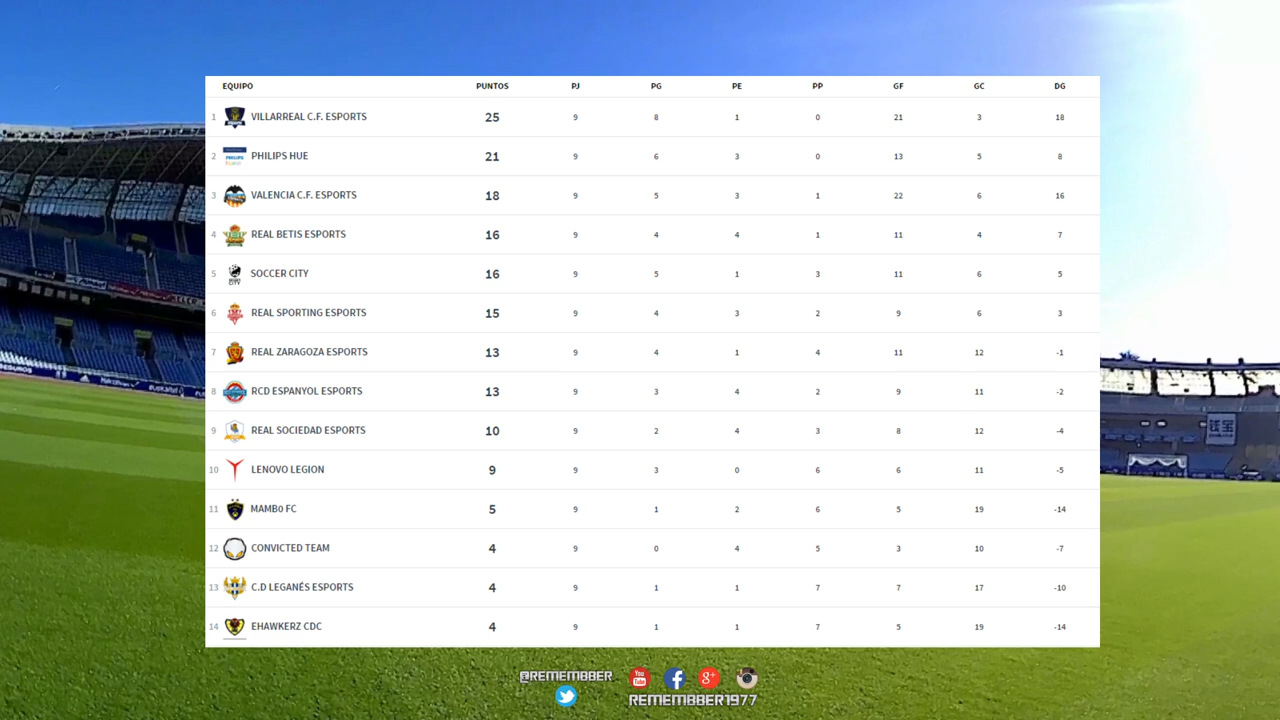 EQUIPO PUNTOS PJ PG PE PP GF GC DG
1 VILLARREAL C.F. ESPORTS 25 9 8 1 0 21 3 18
2 PHILIPS HUE 21 9 6 3 0 13 5 8
3 VALENCIA C.F. ESPORTS 18 9 5 3 1 22 6 16
4 REAL BETIS ESPORTS 16 9 4 4 1 11 4 7
5 SOCCER CITY 16 9 5 1 3 11 6 5
6 REAL SPORTING ESPORTS 15 9 4 3 2 9 6 3
7 REAL ZARAGOZA ESPORTS 13 9 4 1 4 11 12 -1
8 RCD ESPANYOL ESPORTS 13 9 3 4 2 9 11 -2
9 REAL SOCIEDAD ESPORTS 10 9 2 4 3 8 12 -4
10 LENOVO LEGION 9 9 3 0 6 6 11 -5
11 MAMB0 FC 5 9 1 2 6 5 19 -14
12 CONVICTED TEAM 4 9 0 4 5 3 10 -7
13 C.D LEGANÉS ESPORTS 4 9 1 1 7 7 17 -10
14 EHAWKERZ CDC 4 9 1 1 7 5 19 -14
euskaltel
钱宝
@REMEMBBER
You Tube
REMEMBBER1977